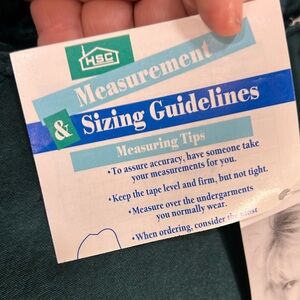 HSC
Measurement
& Sizing Guidelines
Measuring Tips
•To assure accuracy, have someone take
your measurements for you.
•Keep the tape level and firm, but not tight.
•Measure over the undergarments
you normally wear.
•When ordering, consider the most